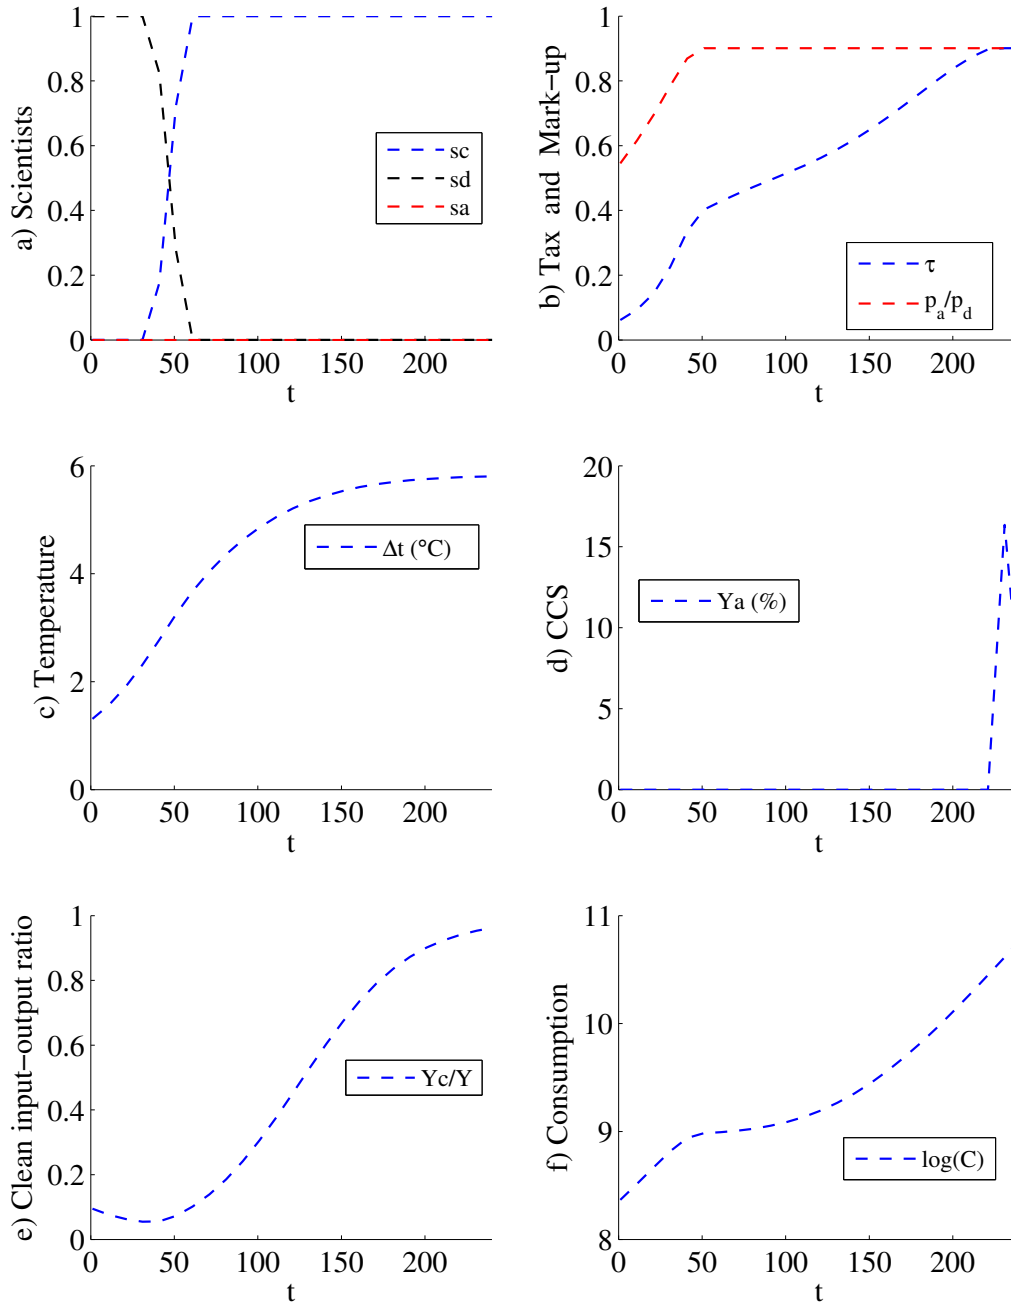 a) Scientists
1
0.8
0.6
0.4
0.2
0
0 50 100 150 200
t
sc
sd
sa
b) Tax and Mark−up
1
0.8
0.6
0.4
0.2
0
0 50 100 150 200
t
τ
p_a/p_d
c) Temperature
6
4
2
0
0 50 100 150 200
t
Δt (°C)
d) CCS
20
15
10
5
0
0 50 100 150 200
t
Ya (%)
e) Clean input−output ratio
1
0.8
0.6
0.4
0.2
0
0 50 100 150 200
t
Yc/Y
f) Consumption
11
10
9
8
0 50 100 150 200
t
log(C)